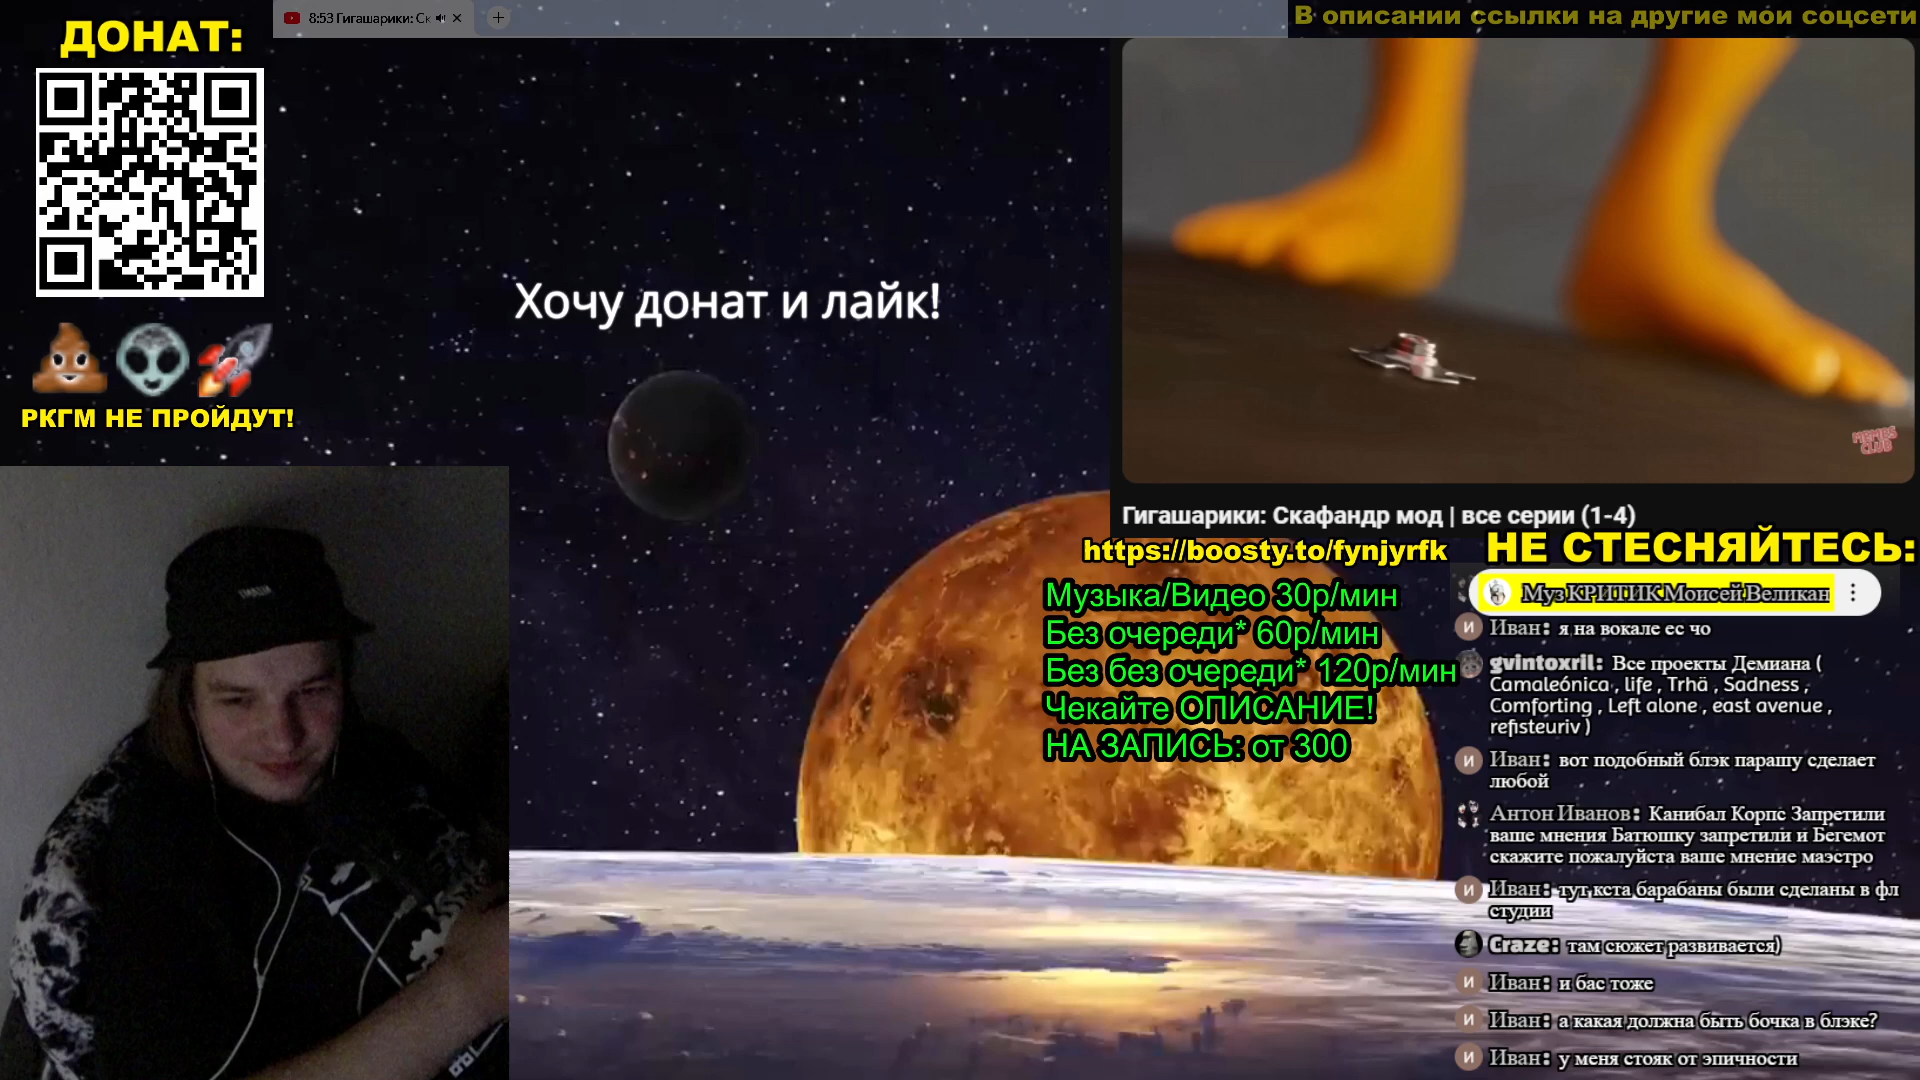 ДОНАТ:
8:53 Гигашарики: Ск
В описании ссылки на другие мои соцсети
Хочу донат и лайк!
РКГМ НЕ ПРОЙДУТ!
MEMES
CLUB
Гигашарики: Скафандр мод | все серии (1-4)
https://boosty.to/fynjyrfk
НЕ СТЕСНЯЙТЕСЬ:
Музыка/Видео 30р/мин
Без очереди* 60р/мин
Без без очереди* 120р/мин
Чекайте ОПИСАНИЕ!
НА ЗАПИСЬ: от 300
Муз КРИТИК Моисей Великан
Иван: я на вокале ес чо
gvintoxril: Все проекты Демиана (
Camaleónica , life , Trhä , Sadness ,
Comforting , Left alone , east avenue ,
refisteuriv )
Иван: вот подобный блэк парашу сделает
любой
Антон Иванов: Канибал Корпс Запретили
ваше мнения Батюшку запретили и Бегемот
скажите пожалуйста ваше мнение маэстро
Иван: тут кста барабаны были сделаны в фл
студии
Craze: там сюжет развивается)
Иван: и бас тоже
Иван: а какая должна быть бочка в блэке?
Иван: у меня стояк от эпичности
YAMAHA